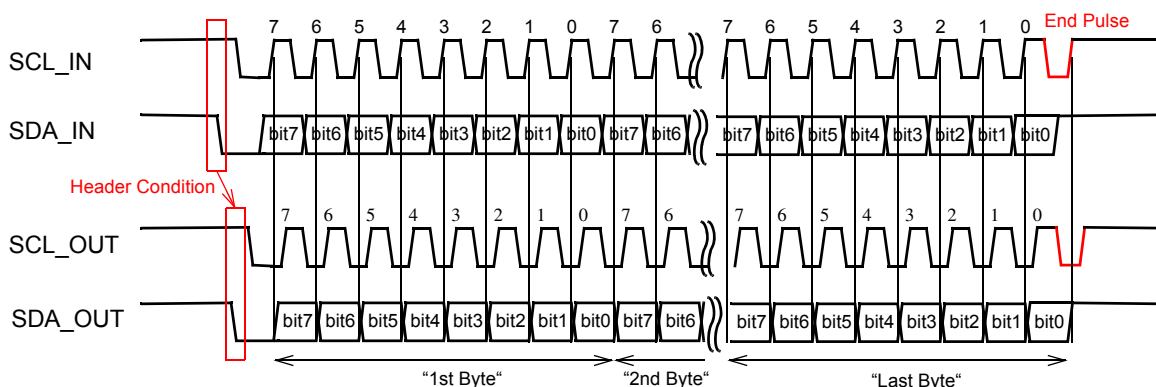 7 6 5 4 3 2 1 0 7 6 7 6 5 4 3 2 1 0 End Pulse
SCL_IN
SDA_IN bit7 bit6 bit5 bit4 bit3 bit2 bit1 bit0 bit7 bit6 bit7 bit6 bit5 bit4 bit3 bit2 bit1 bit0
Header Condition
7 6 5 4 3 2 1 0 7 6 7 6 5 4 3 2 1 0
SCL_OUT
SDA_OUT bit7 bit6 bit5 bit4 bit3 bit2 bit1 bit0 bit7 bit6 bit7 bit6 bit5 bit4 bit3 bit2 bit1 bit0
“1st Byte“ “2nd Byte“ “Last Byte“